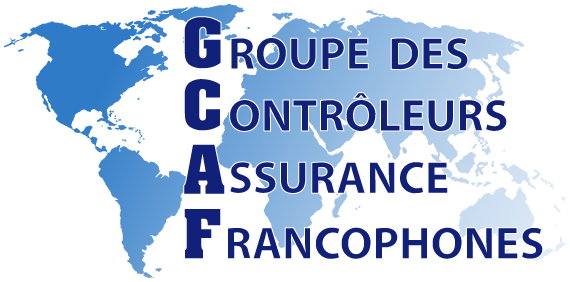 GROUPE DES
CONTRÔLEURS
ASSURANCE
FRANCOPHONES